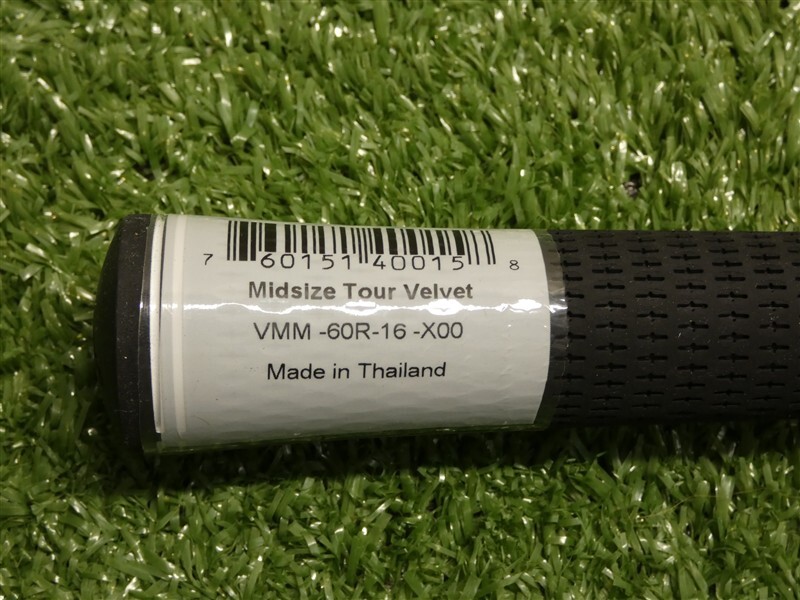 7 60151 40015 8
Midsize Tour Velvet
VMM -60R-16 -X00
Made in Thailand